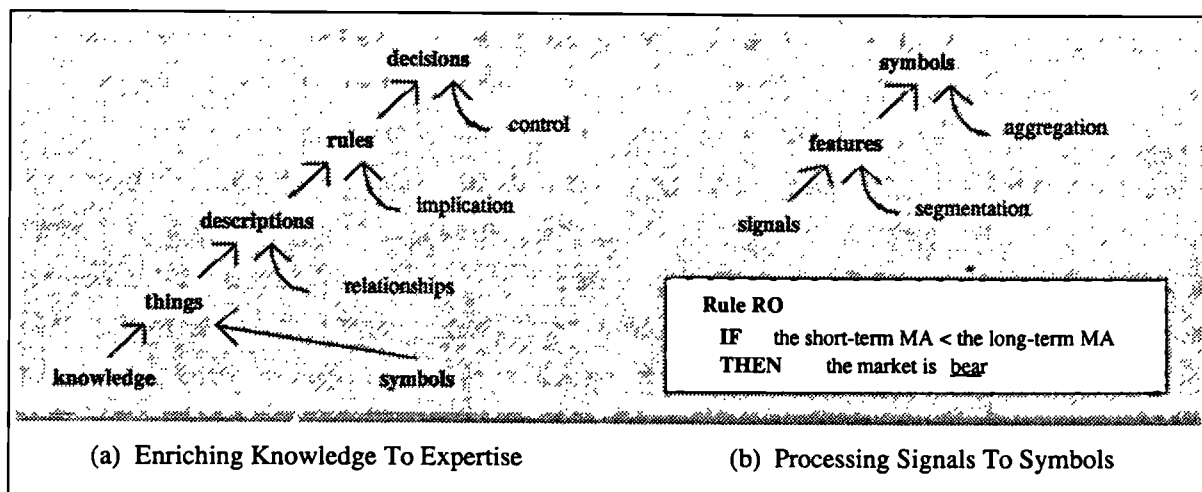 decisions
control
rules
implication
descriptions
relationships
things
knowledge
symbols
symbols
aggregation
features
segmentation
signals
Rule RO
IF the short-term MA < the long-term MA
THEN the market is bear
(a) Enriching Knowledge To Expertise
(b) Processing Signals To Symbols